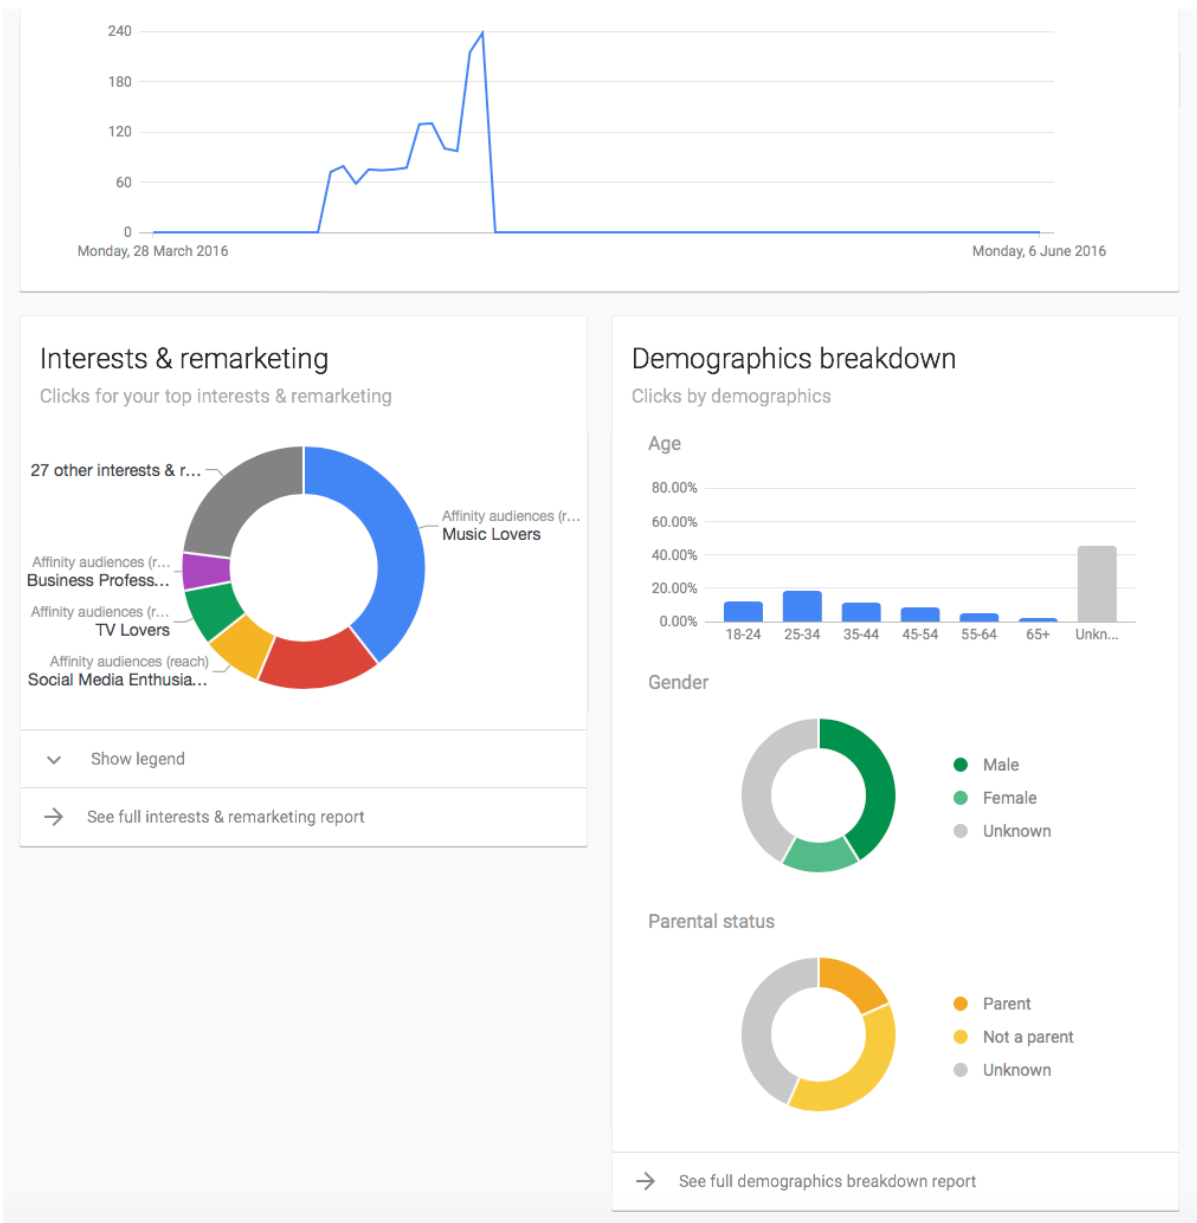 240
180
120
60
0
Monday, 28 March 2016
Monday, 6 June 2016
Interests & remarketing
Clicks for your top interests & remarketing
27 other interests & r...
Affinity audiences (r...
Music Lovers
Affinity audiences (r...
Business Profess...
Affinity audiences (r...
TV Lovers
Affinity audiences (reach)
Social Media Enthusia...
Show legend
See full interests & remarketing report
Demographics breakdown
Clicks by demographics
Age
80.00%
60.00%
40.00%
20.00%
0.00%
18-24 25-34 35-44 45-54 55-64 65+ Unkn...
Gender
Male
Female
Unknown
Parental status
Parent
Not a parent
Unknown
See full demographics breakdown report